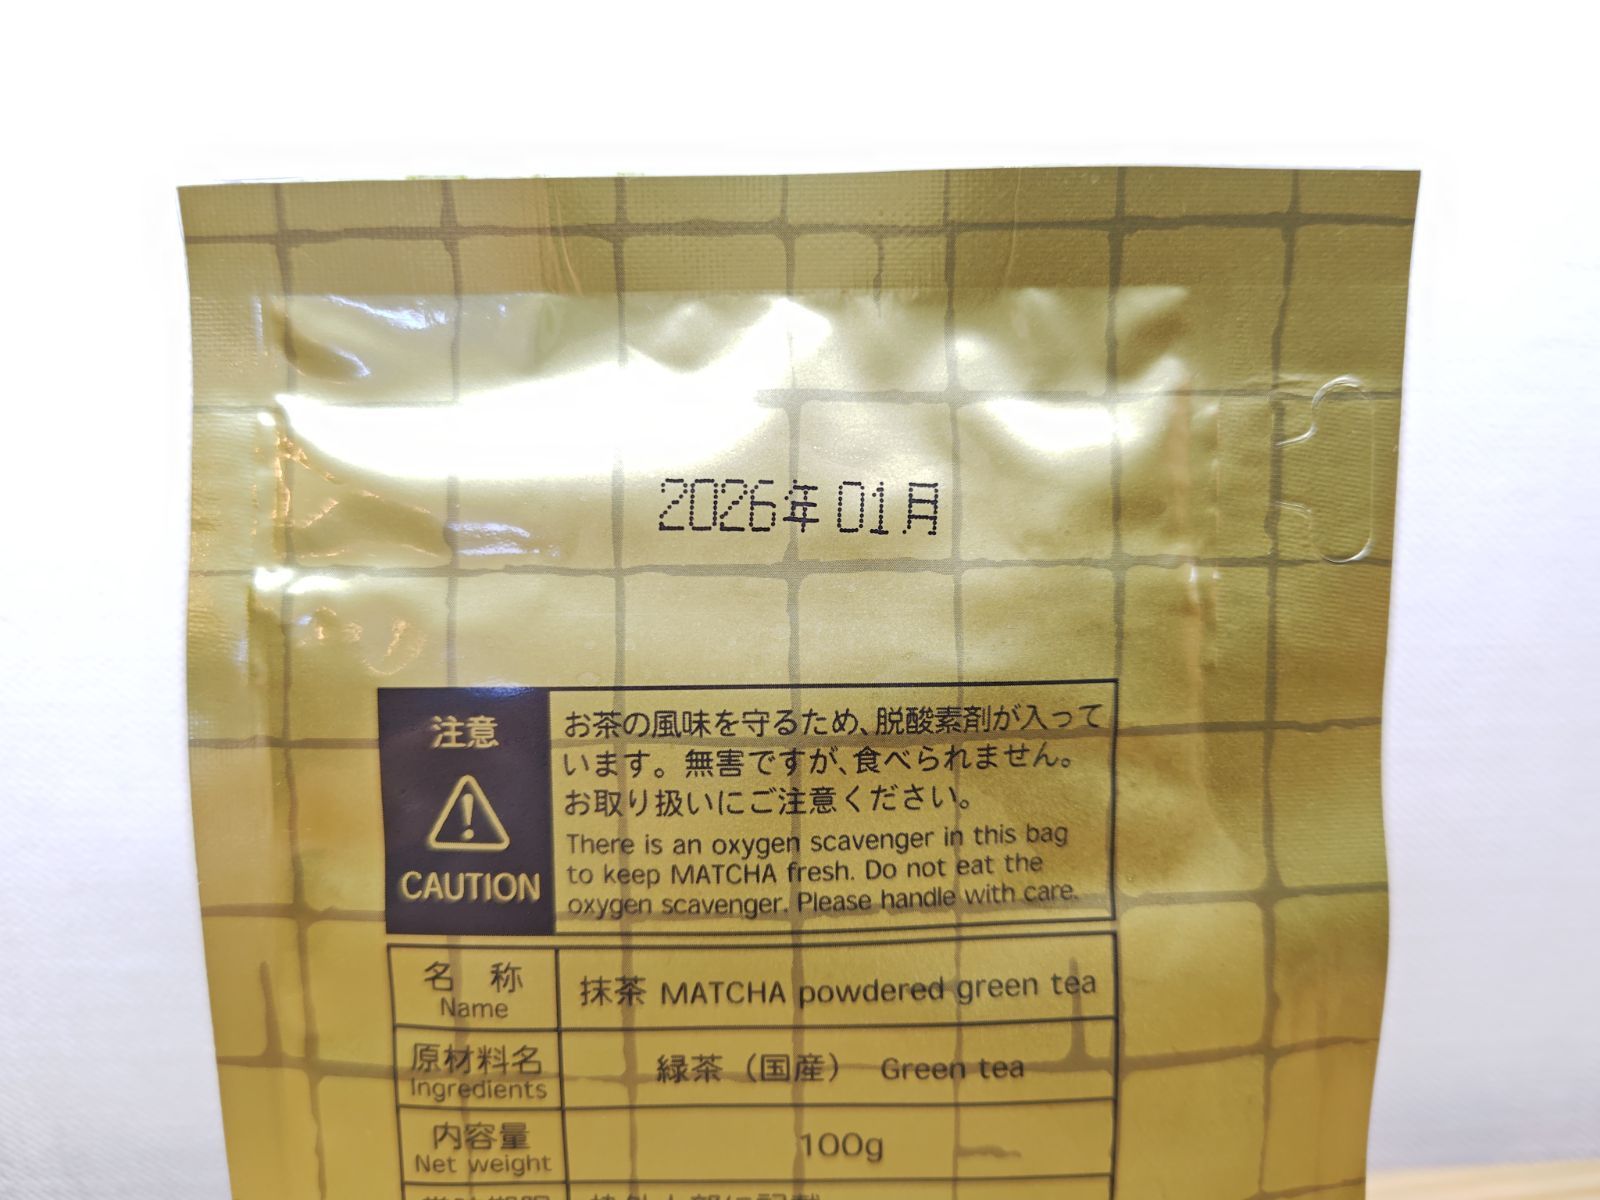 2026年01月
注意
CAUTION
お茶の風味を守るため、脱酸素剤が入って
います。無害ですが、食べられません。
お取り扱いにご注意ください。
There is an oxygen scavenger in this bag
to keep MATCHA fresh. Do not eat the
oxygen scavenger. Please handle with care.
名 称
Name
抹茶 MATCHA powdered green tea
原材料名
Ingredients
緑茶（国産） Green tea
内容量
Net weight
100g